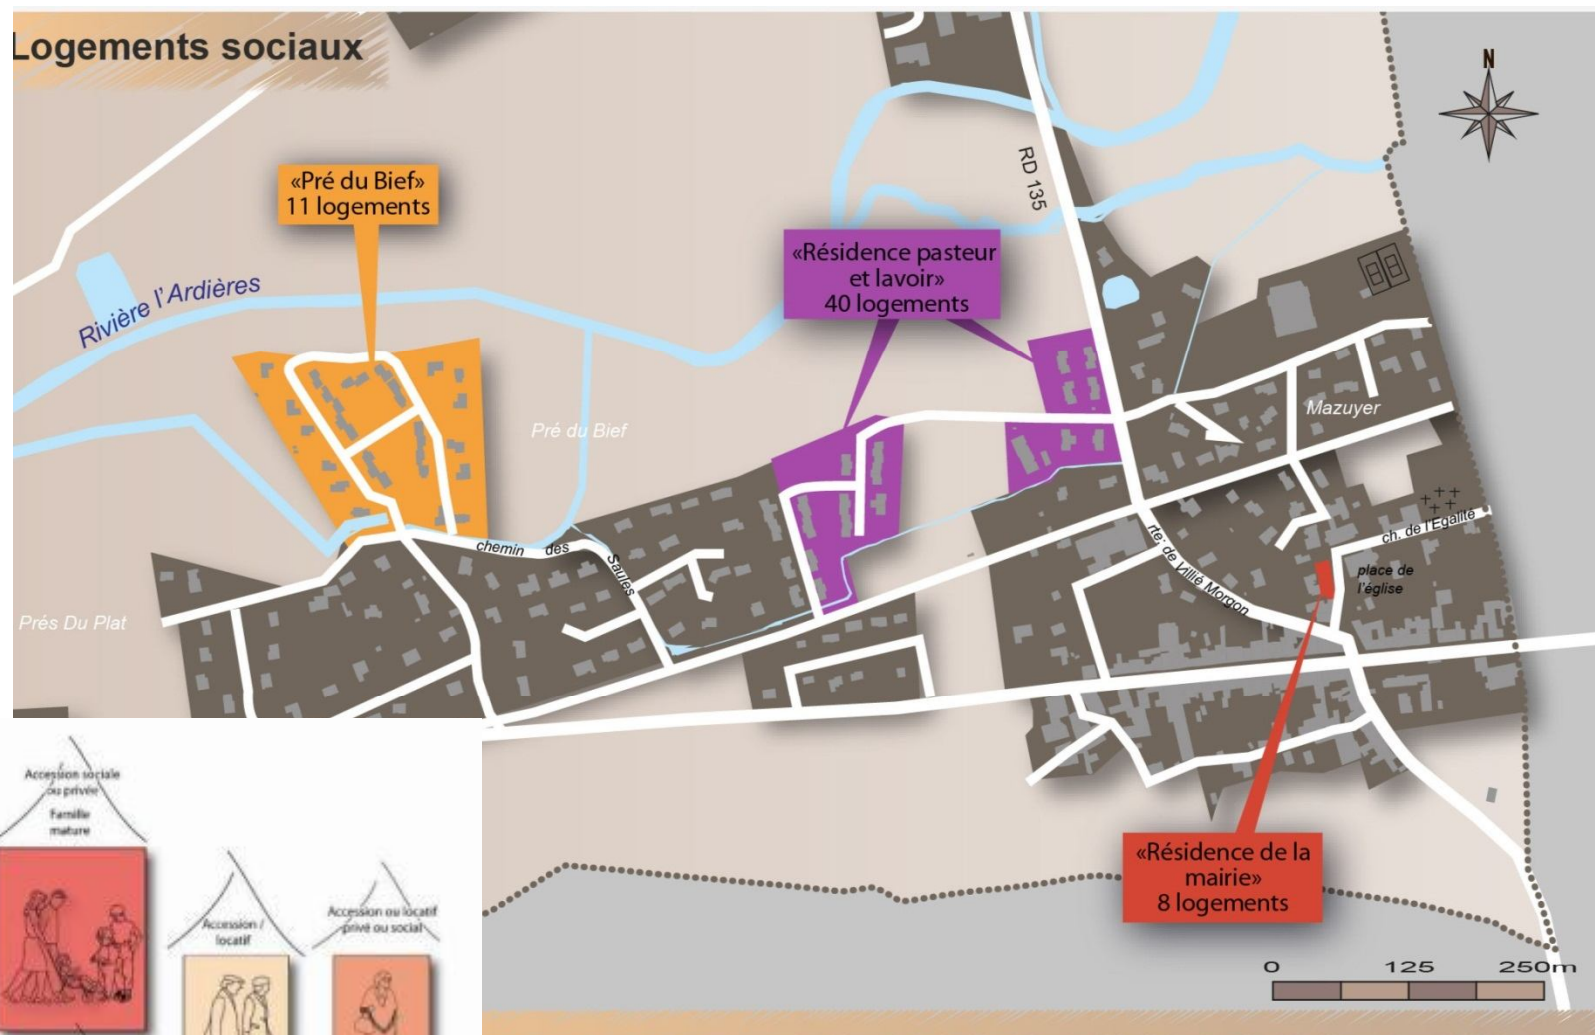 Logements sociaux
N
«Pré du Bief»
11 logements
RD 135
«Résidence pasteur
et lavoir»
40 logements
Rivière l'Ardières
Pré du Bief
Mazuyer
chemin des
Saules
ch. de l'Egalité
rte. de Villié Morgon
place de
l'église
Prés Du Plat
«Résidence de la
mairie»
8 logements
0 125 250m
Accession sociale
ou privée
Famille
mature
Accession /
locatif
Accession ou locatif
privé ou social